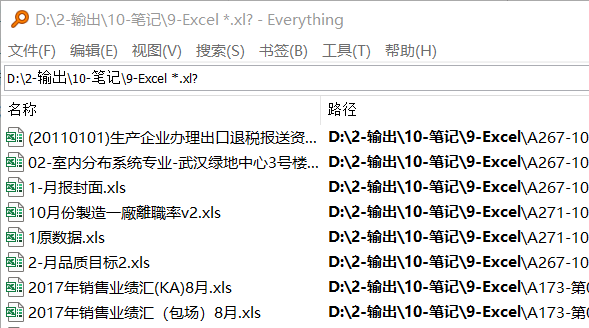 D:\2-输出\10-笔记\9-Excel *.xl? - Everything
文件(F) 编辑(E) 视图(V) 搜索(S) 书签(B) 工具(T) 帮助(H)
D:\2-输出\10-笔记\9-Excel *.xl?
名称 路径
(20110101)生产企业办理出口退税报送资... D:\2-输出\10-笔记\9-Excel\A267-10
02-室内分布系统专业-武汉绿地中心3号楼... D:\2-输出\10-笔记\9-Excel\A267-10
1-月报封面.xls D:\2-输出\10-笔记\9-Excel\A267-10
10月份製造一廠離職率v2.xls D:\2-输出\10-笔记\9-Excel\A271-10
1原数据.xls D:\2-输出\10-笔记\9-Excel\A271-10
2-月品质目标2.xls D:\2-输出\10-笔记\9-Excel\A267-10
2017年销售业绩汇(KA)8月.xls D:\2-输出\10-笔记\9-Excel\A173-第0
2017年销售业绩汇（包场）8月.xls D:\2-输出\10-笔记\9-Excel\A173-第0